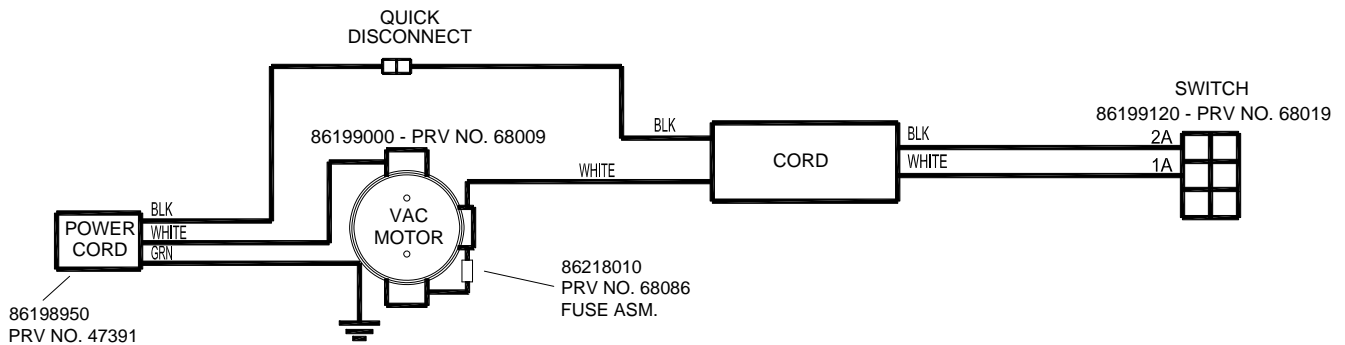 QUICK
DISCONNECT
SWITCH
86199120 - PRV NO. 68019
86199000 - PRV NO. 68009
BLK
BLK
2A
WHITE
1A
CORD
WHITE
VAC
MOTOR
POWER
CORD
BLK
WHITE
GRN
86218010
PRV NO. 68086
FUSE ASM.
86198950
PRV NO. 47391